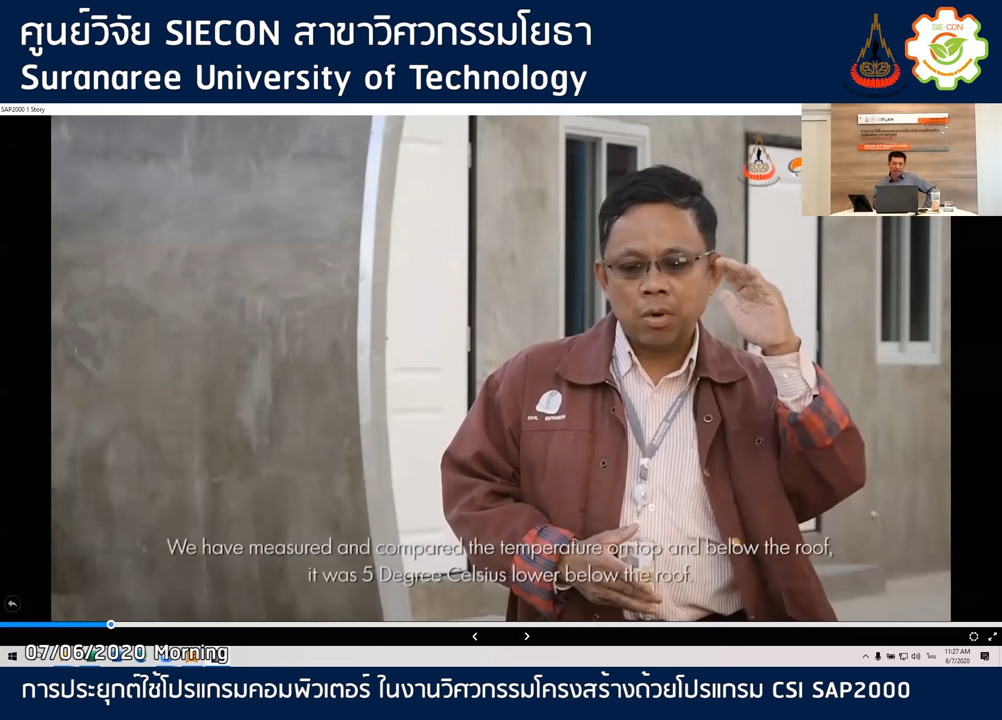 ศูนย์วิจัย SIECON สาขาวิศวกรรมโยธา
Suranaree University of Technology
SIE-CON
SAP2000 1 Story
PLAN
CIVIL
We have measured and compared the temperature on top and below the roof,
it was 5 Degree Celsius lower below the roof.
07/06/2020 Morning
11:27 AM
6/7/2020
การประยุกต์ใช้โปรแกรมคอมพิวเตอร์ ในงานวิศวกรรมโครงสร้างด้วยโปรแกรม CSI SAP2000